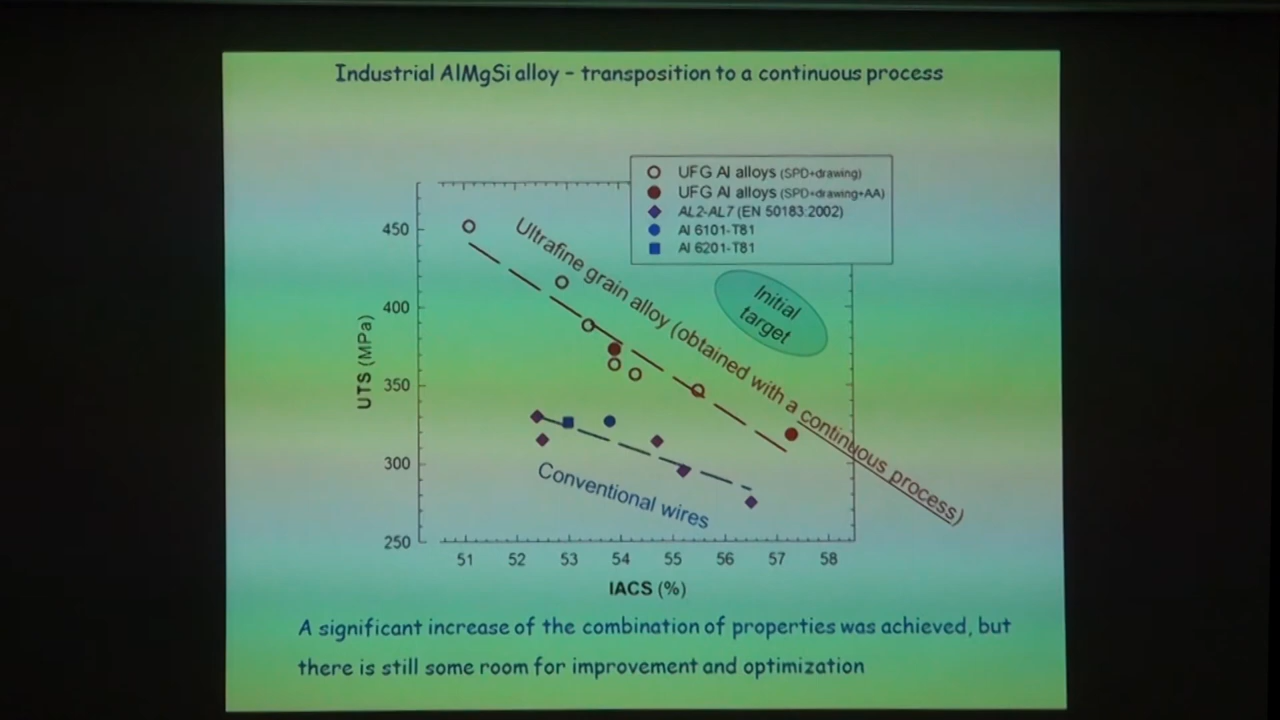 Industrial AlMgSi alloy – transposition to a continuous process
UFG Al alloys (SPD+drawing)
UFG Al alloys (SPD+drawing+AA)
AL2-AL7 (EN 50183:2002)
Al 6101-T81
Al 6201-T81
450
400
350
300
250
UTS (MPa)
Ultrafine grain alloy (obtained with a continuous process)
Initial
target
Conventional wires
51 52 53 54 55 56 57 58
IACS (%)
A significant increase of the combination of properties was achieved, but
there is still some room for improvement and optimization